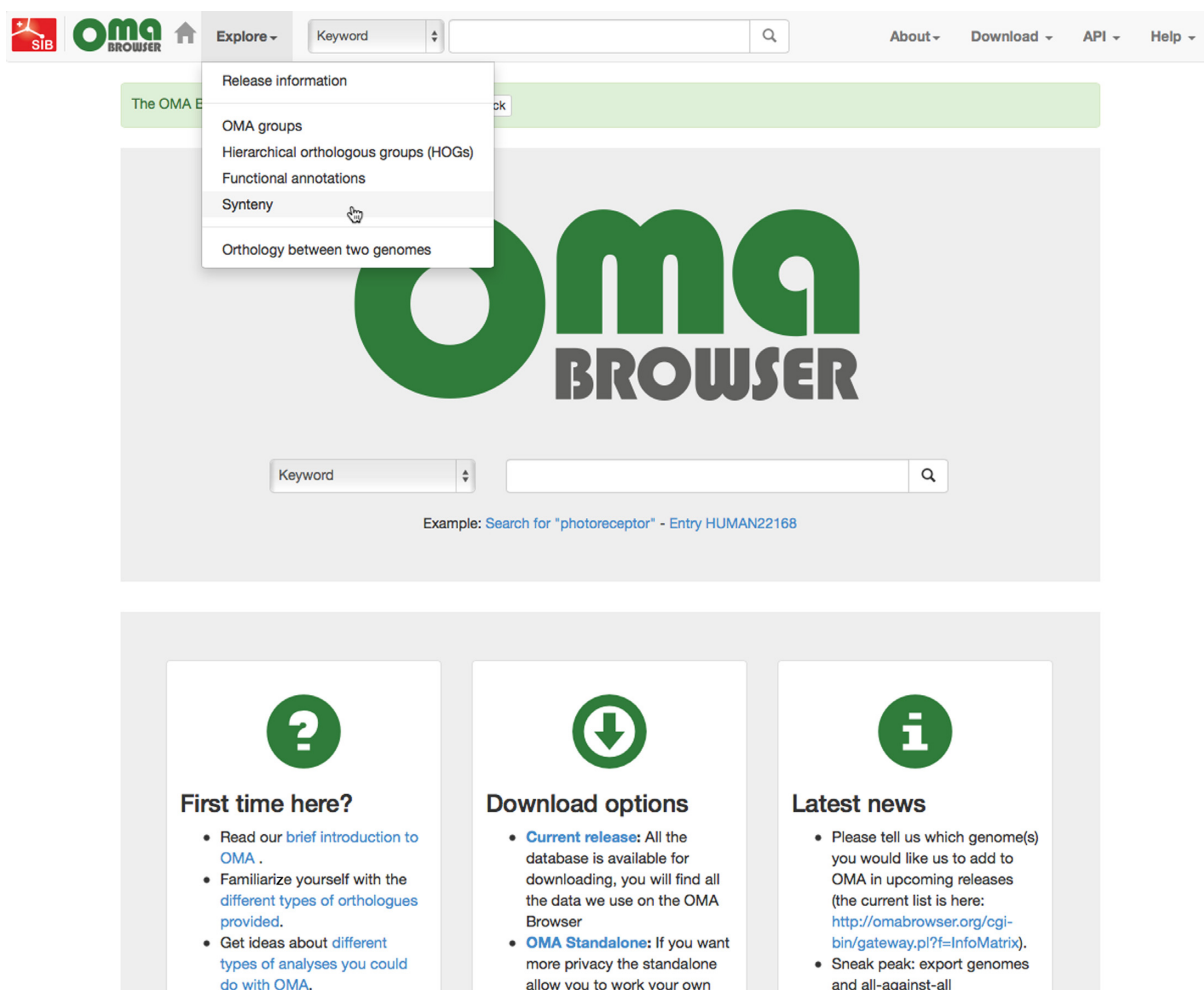 SIB
OMA BROWSER
Explore
Keyword
About
Download
API
Help
The OMA B
ck
Release information
OMA groups
Hierarchical orthologous groups (HOGs)
Functional annotations
Synteny
Orthology between two genomes
oma
BROWSER
Keyword
Example: Search for "photoreceptor" - Entry HUMAN22168
First time here?
• Read our brief introduction to
OMA .
• Familiarize yourself with the
different types of orthologues
provided.
• Get ideas about different
types of analyses you could
do with OMA.
Download options
• Current release: All the
database is available for
downloading, you will find all
the data we use on the OMA
Browser
• OMA Standalone: If you want
more privacy the standalone
allow you to work your own
Latest news
• Please tell us which genome(s)
you would like us to add to
OMA in upcoming releases
(the current list is here:
http://omabrowser.org/cgi-
bin/gateway.pl?f=InfoMatrix).
• Sneak peak: export genomes
and all-against-all